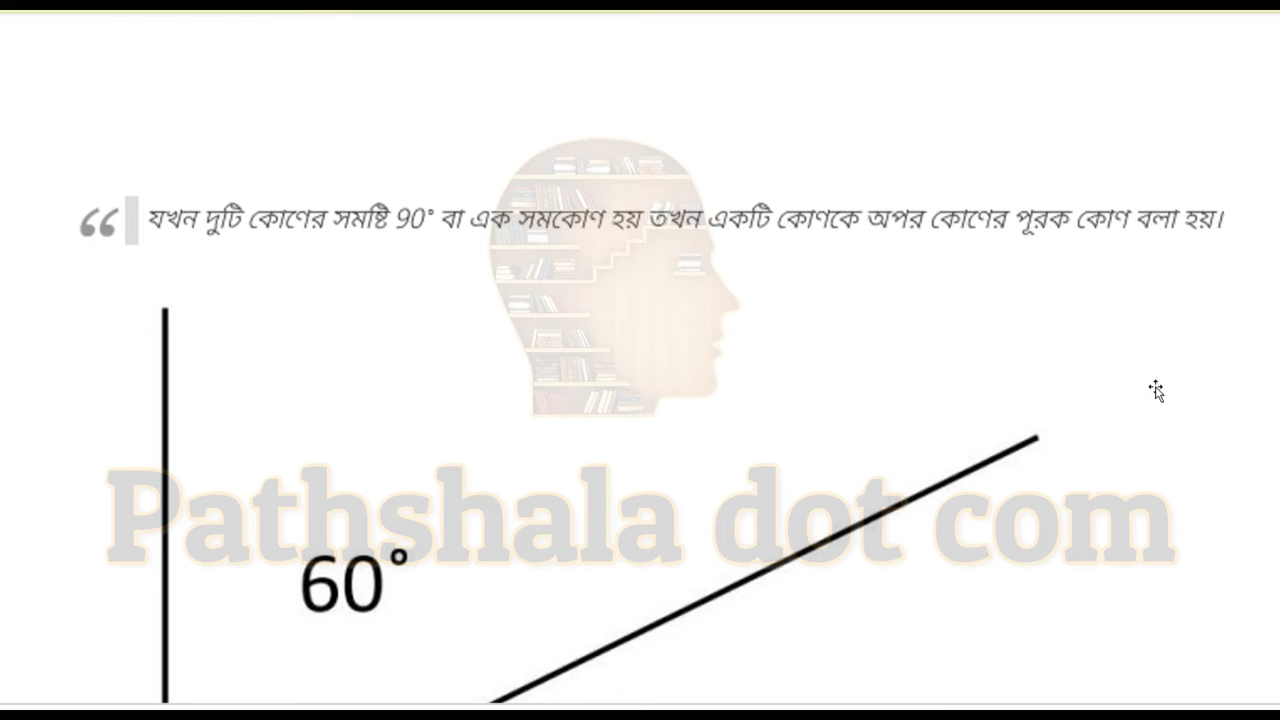 “ যখন দুটি কোণের সমষ্টি 90° বা এক সমকোণ হয় তখন একটি কোণকে অপর কোণের পূরক কোণ বলা হয়।
Pathshala dot com
60°